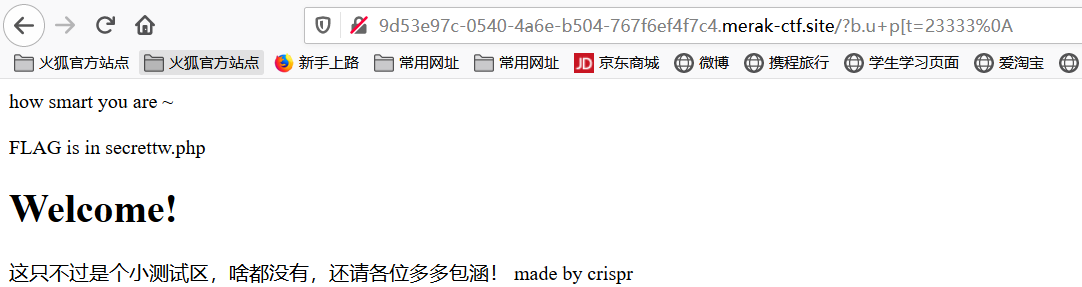 9d53e97c-0540-4a6e-b504-767f6ef4f7c4.merak-ctf.site/?b.u+p[t=23333%0A
火狐官方站点 火狐官方站点 新手上路 常用网址 常用网址 JD 京东商城 微博 携程旅行 学生学习页面 爱淘宝
how smart you are ~
FLAG is in secrettw.php
Welcome!
这只不过是个小测试区，啥都没有，还请各位多多包涵！ made by crispr